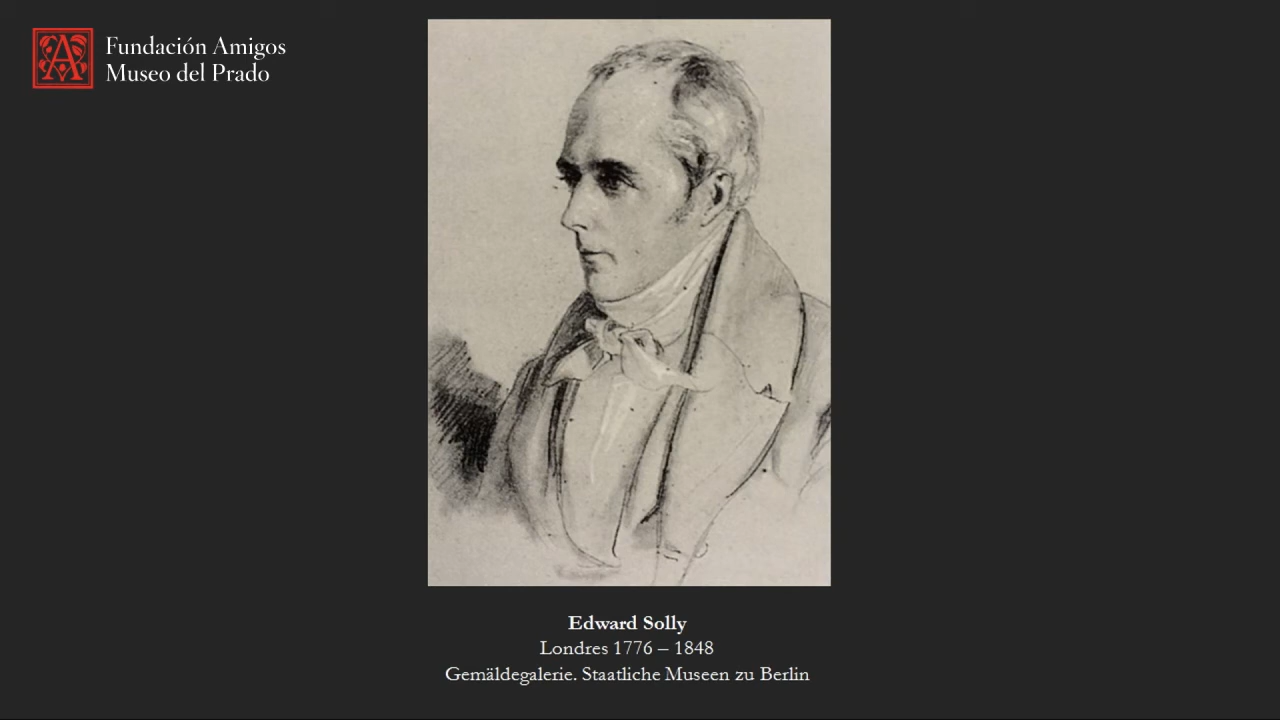 Fundación Amigos
Museo del Prado
Edward Solly
Londres 1776 – 1848
Gemäldegalerie. Staatliche Museen zu Berlin